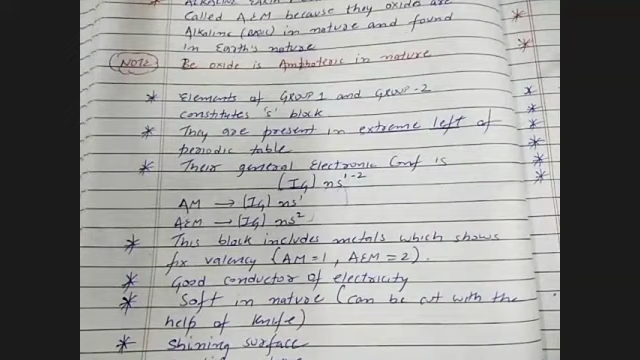 ALKALINE EARTH
Called A.E.M because they oxide are
Alkaline (BASIC) in nature and found
in Earth's nature
NOTE Be oxide is Amphoteric in nature
* Elements of GROUP 1 and GROUP-2
constitutes 's' block
* They are present in extreme left of
periodic table
* Their general Electronic Conf is
[IG] ns¹⁻²
AM → [IG] ns¹
AEM → [IG] ns²
* This block includes metals which shows
fix valency {AM=1, AEM=2}.
* Good conductor of electricity
* Soft in nature (can be cut with the
help of knife)
* Shining surface